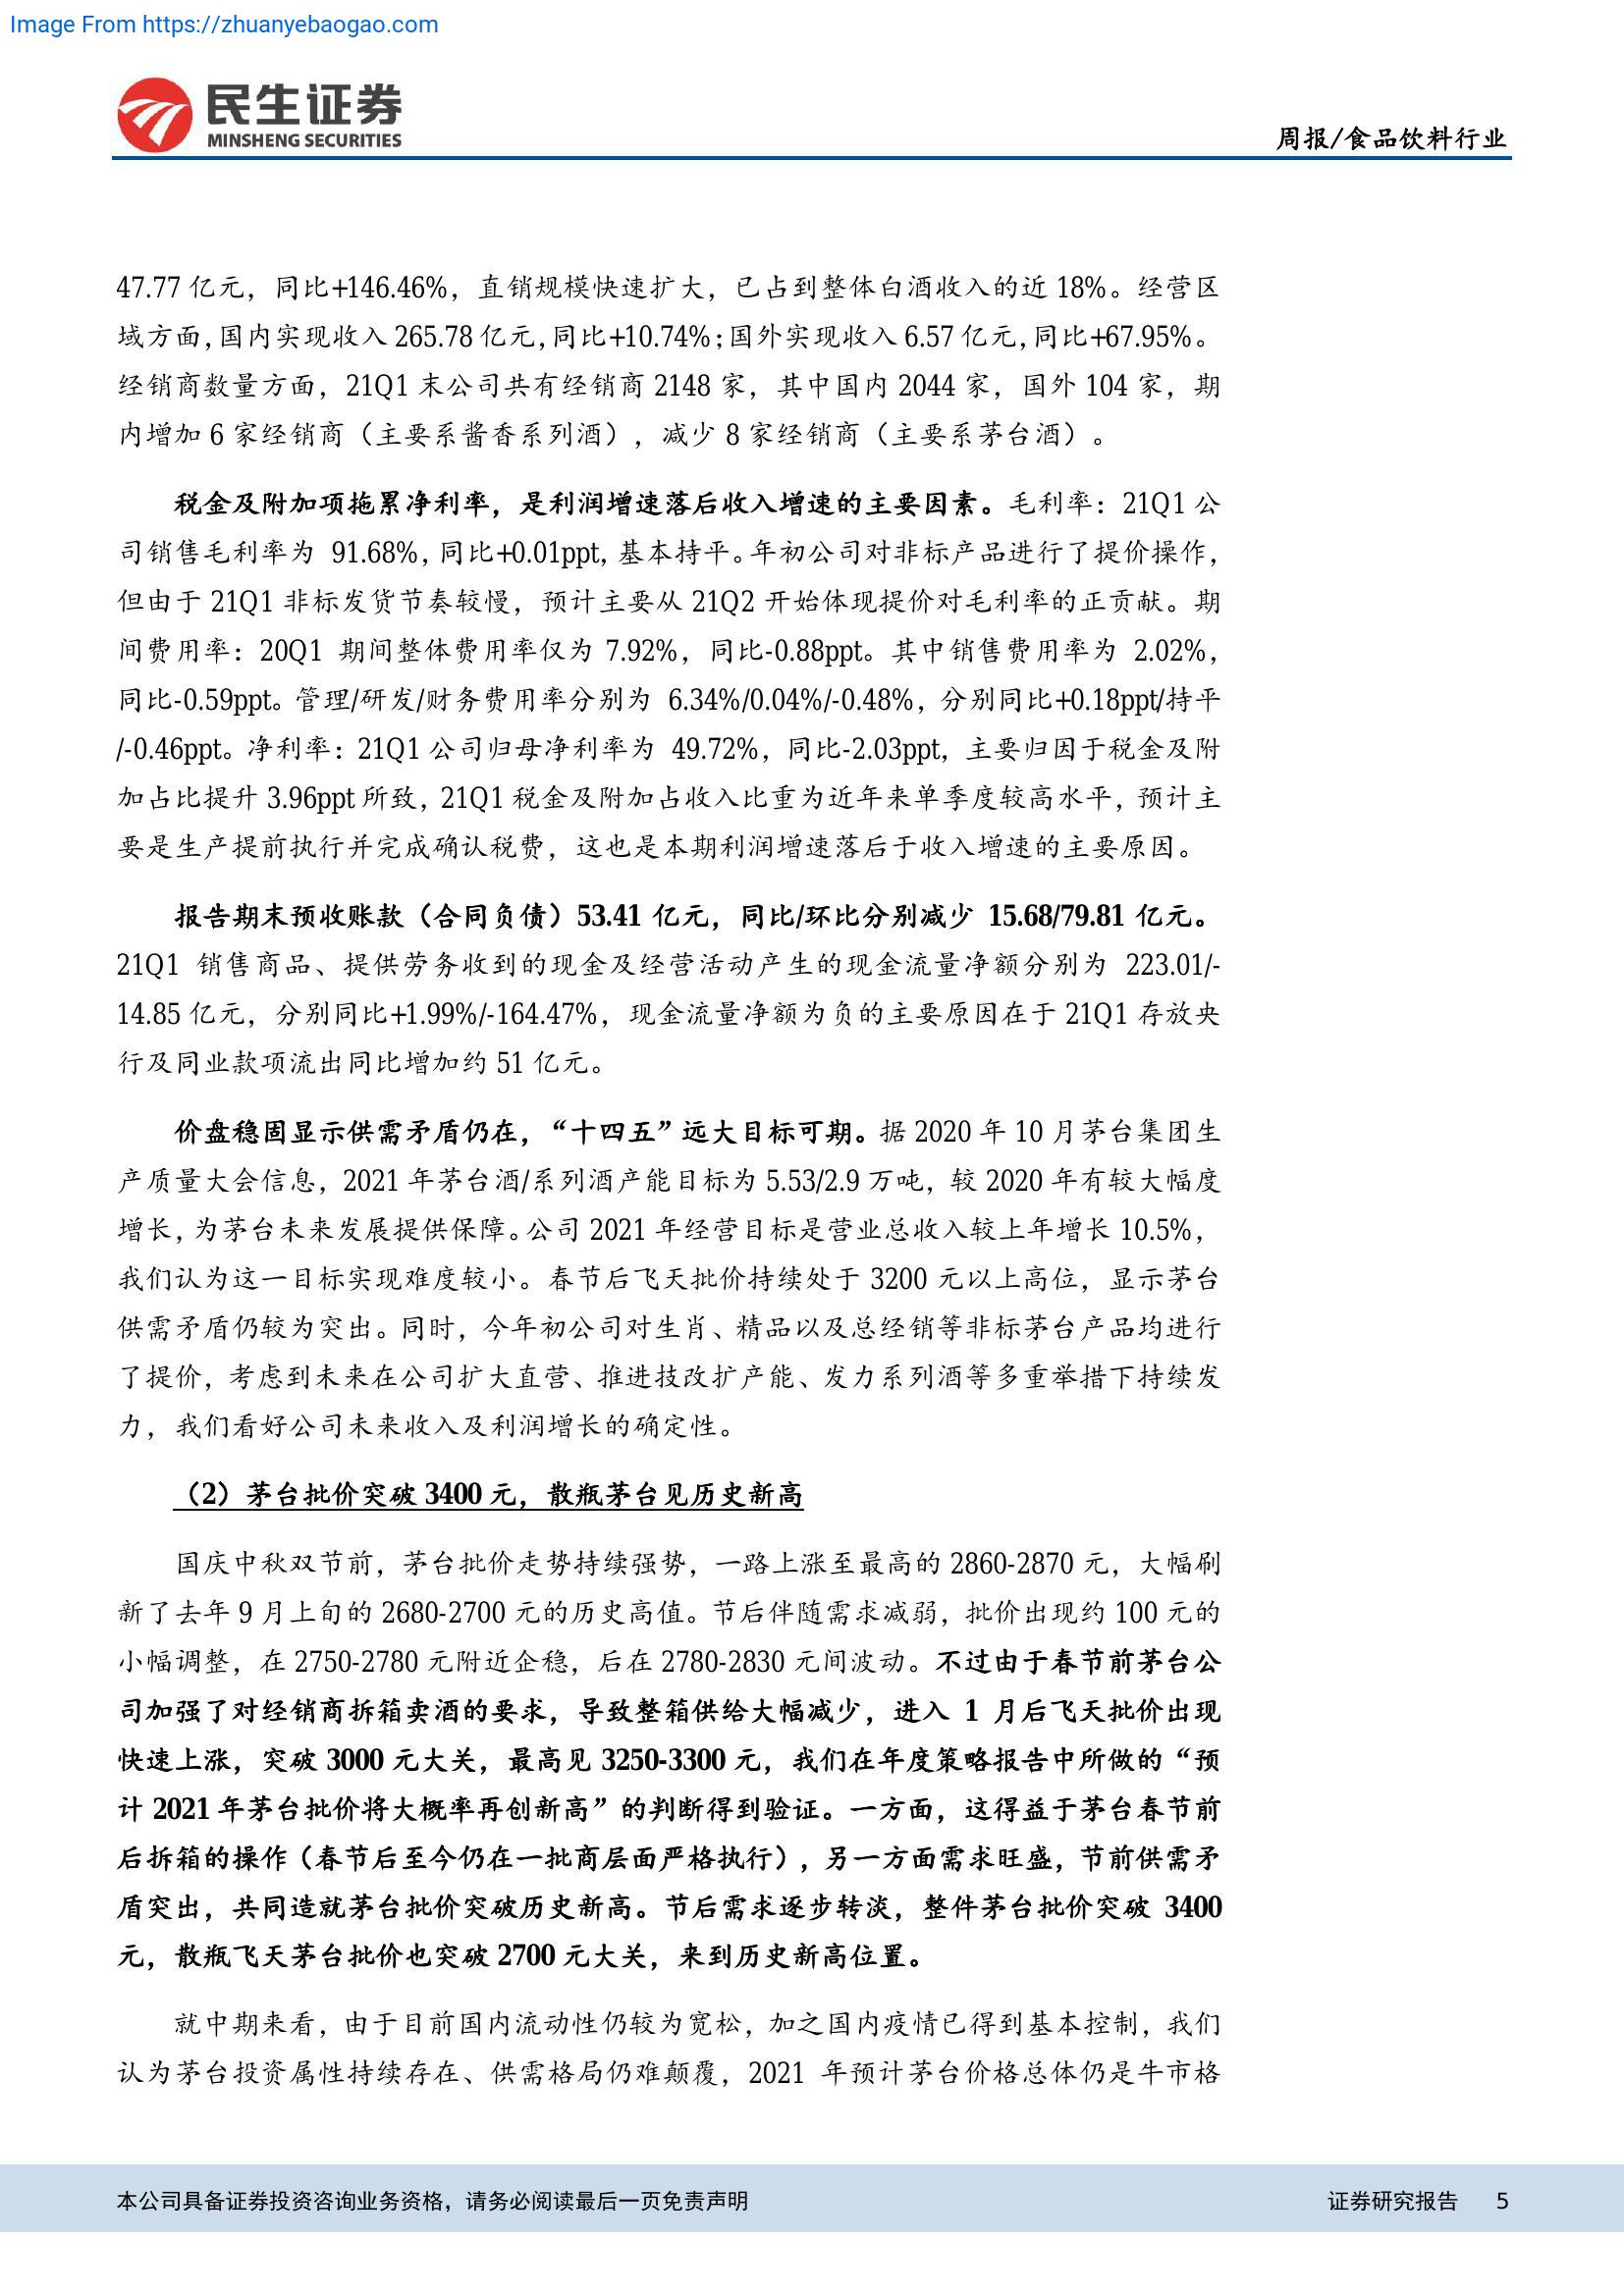 Image From https://zhuanyebaogao.com
民生证券
MINSHENG SECURITIES
周报/食品饮料行业
47.77 亿元，同比+146.46%，直销规模快速扩大，已占到整体白酒收入的近 18%。经营区
域方面，国内实现收入 265.78 亿元，同比+10.74%；国外实现收入 6.57 亿元，同比+67.95%。
经销商数量方面，21Q1 末公司共有经销商 2148 家，其中国内 2044 家，国外 104 家，期
内增加 6 家经销商（主要系酱香系列酒），减少 8 家经销商（主要系茅台酒）。
税金及附加项拖累净利率，是利润增速落后收入增速的主要因素。毛利率：21Q1 公
司销售毛利率为 91.68%，同比+0.01ppt，基本持平。年初公司对非标产品进行了提价操作，
但由于 21Q1 非标发货节奏较慢，预计主要从 21Q2 开始体现提价对毛利率的正贡献。期
间费用率：20Q1 期间整体费用率仅为 7.92%，同比-0.88ppt。其中销售费用率为 2.02%，
同比-0.59ppt。管理/研发/财务费用率分别为 6.34%/0.04%/-0.48%，分别同比+0.18ppt/持平
/-0.46ppt。净利率：21Q1 公司归母净利率为 49.72%，同比-2.03ppt，主要归因于税金及附
加占比提升 3.96ppt 所致，21Q1 税金及附加占收入比重为近年来单季度较高水平，预计主
要是生产提前执行并完成确认税费，这也是本期利润增速落后于收入增速的主要原因。
报告期末预收账款（合同负债）53.41 亿元，同比/环比分别减少 15.68/79.81 亿元。
21Q1 销售商品、提供劳务收到的现金及经营活动产生的现金流量净额分别为 223.01/-
14.85 亿元，分别同比+1.99%/-164.47%，现金流量净额为负的主要原因在于 21Q1 存放央
行及同业款项流出同比增加约 51 亿元。
价盘稳固显示供需矛盾仍在，“十四五”远大目标可期。据 2020 年 10 月茅台集团生
产质量大会信息，2021 年茅台酒/系列酒产能目标为 5.53/2.9 万吨，较 2020 年有较大幅度
增长，为茅台未来发展提供保障。公司 2021 年经营目标是营业总收入较上年增长 10.5%，
我们认为这一目标实现难度较小。春节后飞天批价持续处于 3200 元以上高位，显示茅台
供需矛盾仍较为突出。同时，今年初公司对生肖、精品以及总经销等非标茅台产品均进行
了提价，考虑到未来在公司扩大直营、推进技改扩产能、发力系列酒等多重举措下持续发
力，我们看好公司未来收入及利润增长的确定性。
（2）茅台批价突破 3400 元，散瓶茅台见历史新高
国庆中秋双节前，茅台批价走势持续强势，一路上涨至最高的 2860-2870 元，大幅刷
新了去年 9 月上旬的 2680-2700 元的历史高值。节后伴随需求减弱，批价出现约 100 元的
小幅调整，在 2750-2780 元附近企稳，后在 2780-2830 元间波动。不过由于春节前茅台公
司加强了对经销商拆箱卖酒的要求，导致整箱供给大幅减少，进入 1 月后飞天批价出现
快速上涨，突破 3000 元大关，最高见 3250-3300 元，我们在年度策略报告中所做的“预
计 2021 年茅台批价将大概率再创新高”的判断得到验证。一方面，这得益于茅台春节前
后拆箱的操作（春节后至今仍在一批商层面严格执行），另一方面需求旺盛，节前供需矛
盾突出，共同造就茅台批价突破历史新高。节后需求逐步转淡，整件茅台批价突破 3400
元，散瓶飞天茅台批价也突破 2700 元大关，来到历史新高位置。
就中期来看，由于目前国内流动性仍较为宽松，加之国内疫情已得到基本控制，我们
认为茅台投资属性持续存在、供需格局仍难颠覆，2021 年预计茅台价格总体仍是牛市格
本公司具备证券投资咨询业务资格，请务必阅读最后一页免责声明
证券研究报告 5